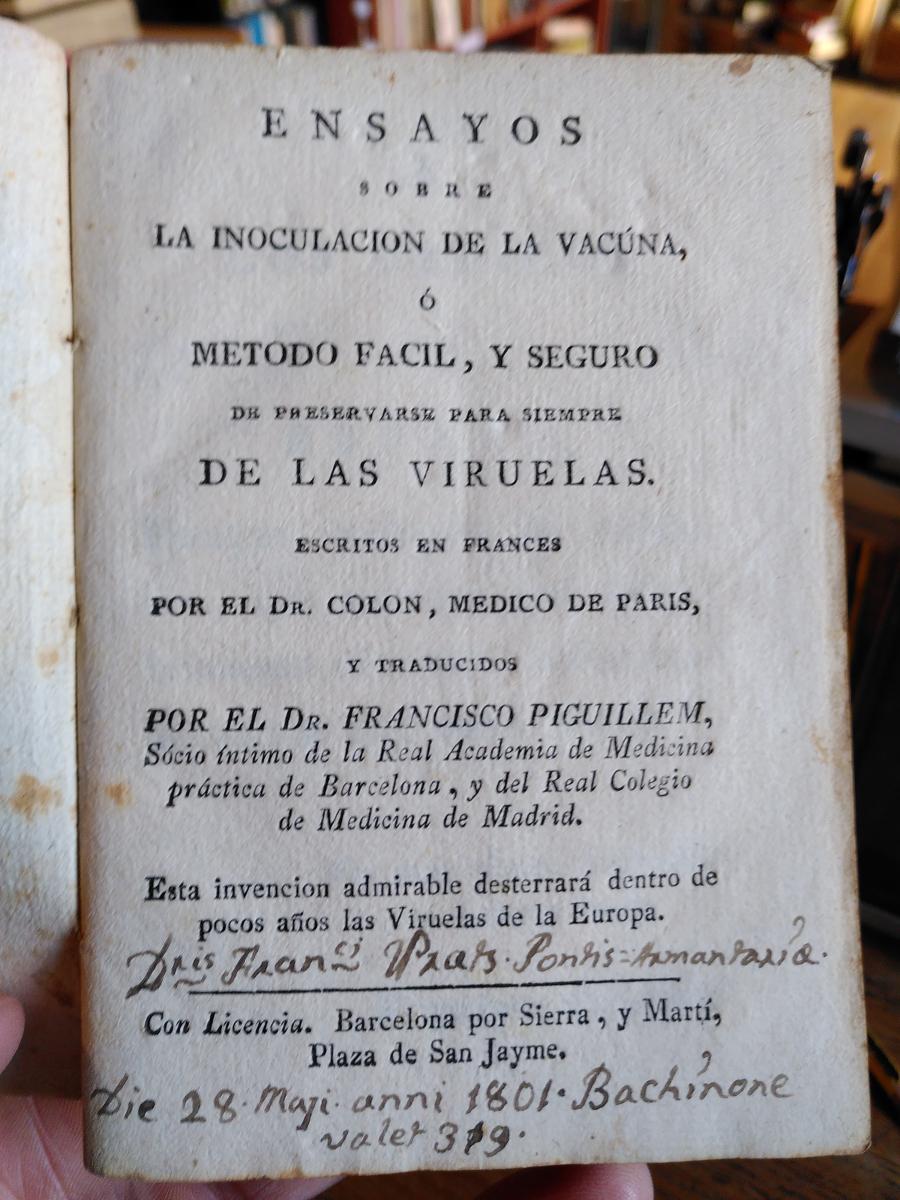 ENSAYOS
SOBRE
LA INOCULACION DE LA VACÚNA,
Ó
METODO FACIL, Y SEGURO
DE PRESERVARSE PARA SIEMPRE
DE LAS VIRUELAS.
ESCRITOS EN FRANCES
POR EL DR. COLON, MEDICO DE PARIS,
Y TRADUCIDOS
POR EL DR. FRANCISCO PIGUILLEM,
Sócio íntimo de la Real Academia de Medicina
práctica de Barcelona, y del Real Colegio
de Medicina de Madrid.
Esta invencion admirable desterrará dentro de
pocos años las Viruelas de la Europa.
Dris Franci Prats Pontis=Armantaria.
Con Licencia. Barcelona por Sierra, y Martí,
Plaza de San Jayme.
Die 28 Maji anni 1801. Bachinone
valet